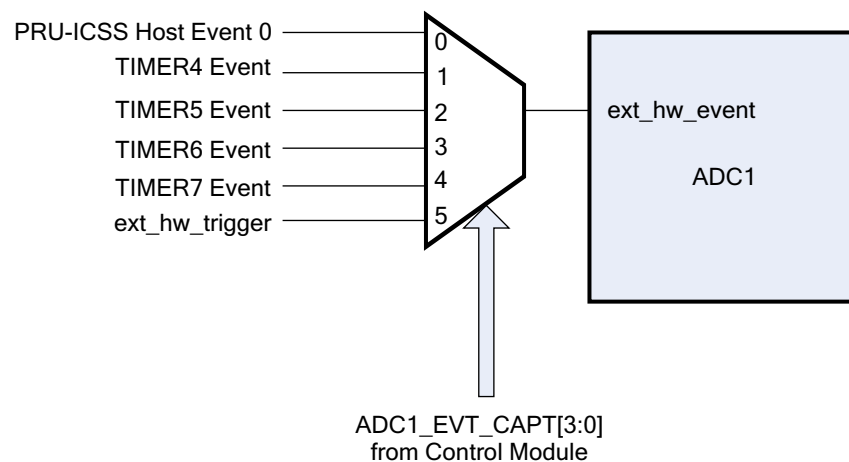 PRU-ICSS Host Event 0
0
TIMER4 Event
1
TIMER5 Event
2
ext_hw_event
TIMER6 Event
3
TIMER7 Event
4
ADC1
ext_hw_trigger
5
ADC1_EVT_CAPT[3:0]
from Control Module